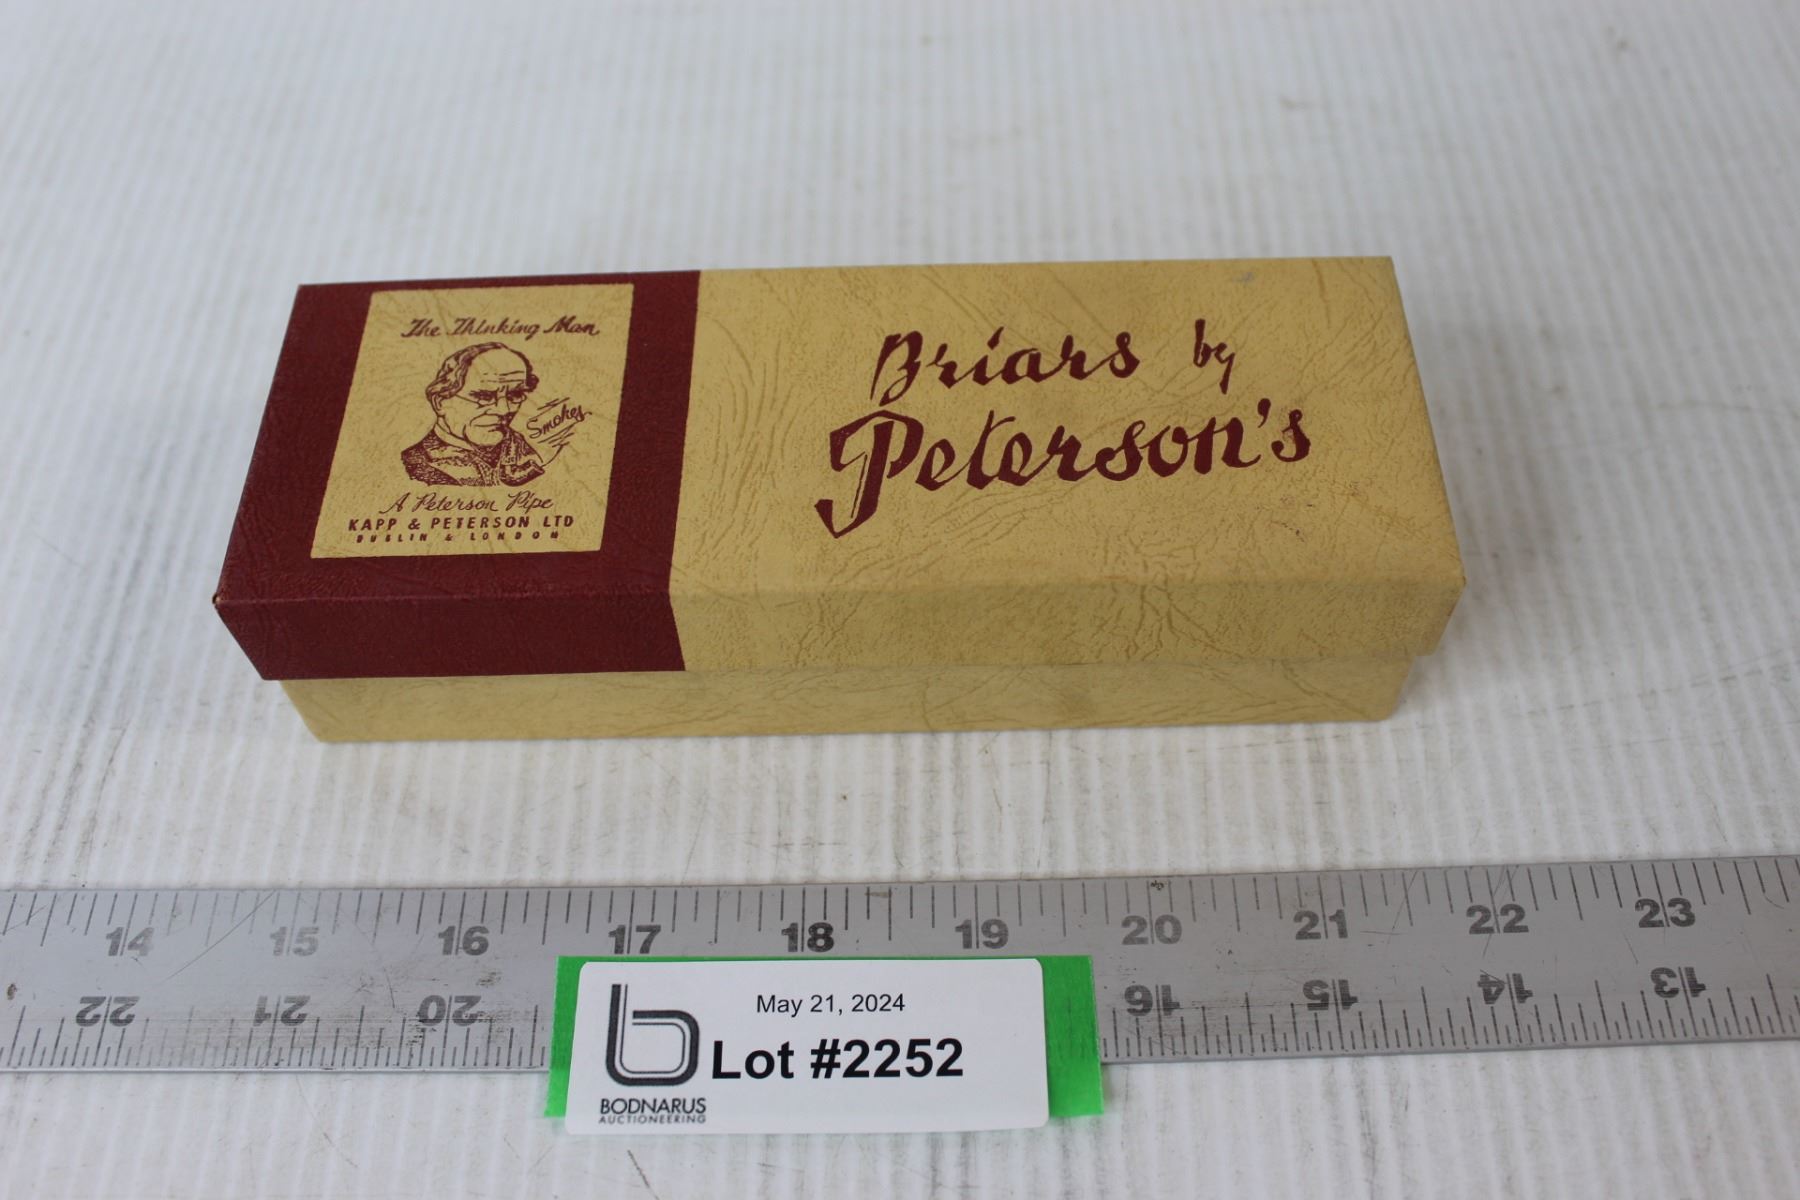 The Thinking Man
Smokes
A Peterson Pipe
KAPP & PETERSON LTD
DUBLIN & LONDON
Briars by
Peterson's
14 15 16 17 18 19 20 21 22 23
22 21 20 16 15 14 13
May 21, 2024
Lot #2252
BODNARUS
AUCTIONEERING